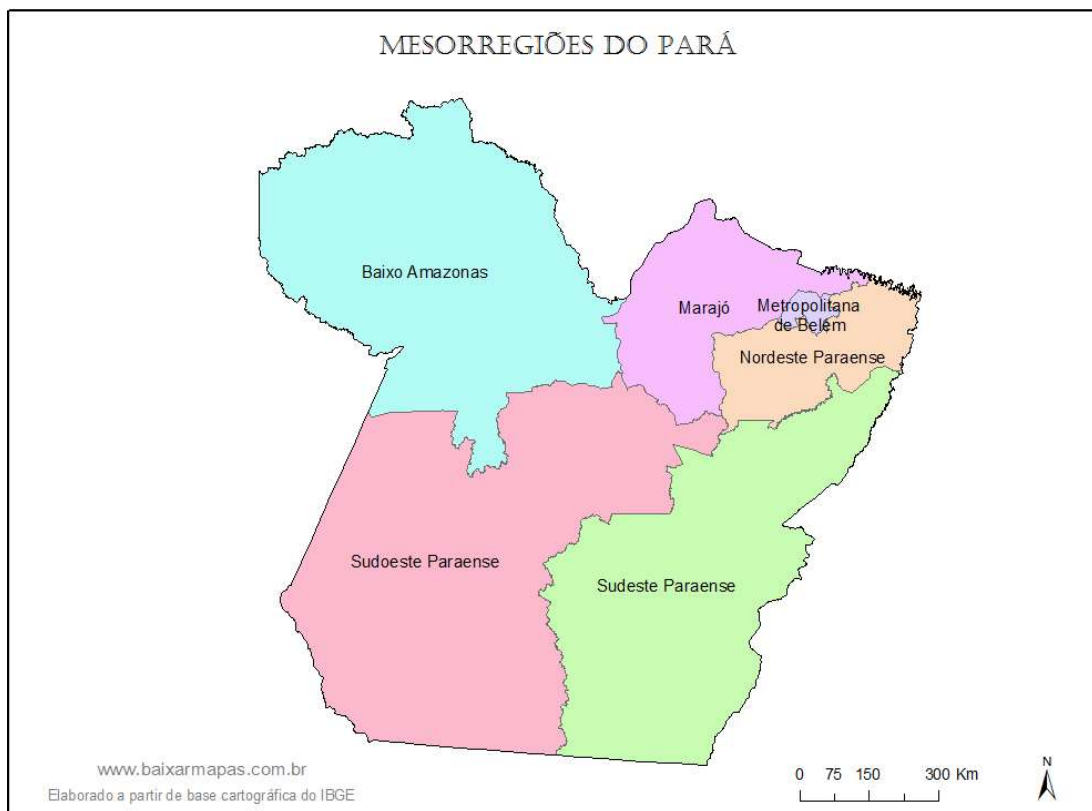 MESORREGIÕES DO PARÁ
Baixo Amazonas
Marajó
Metropolitana
de Belém
Nordeste Paraense
Sudoeste Paraense
Sudeste Paraense
www.baixarmapas.com.br
Elaborado a partir de base cartográfica do IBGE
0 75 150 300 Km
N